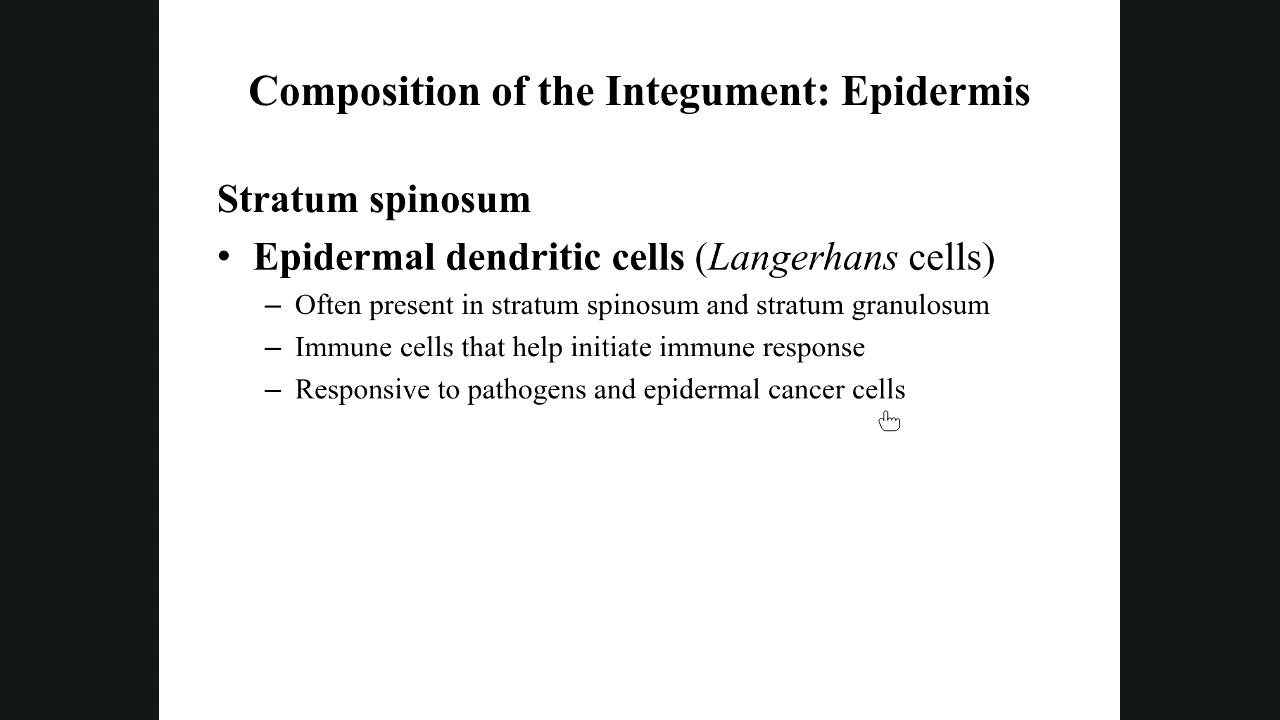 Composition of the Integument: Epidermis
Stratum spinosum
• Epidermal dendritic cells (Langerhans cells)
– Often present in stratum spinosum and stratum granulosum
– Immune cells that help initiate immune response
– Responsive to pathogens and epidermal cancer cells